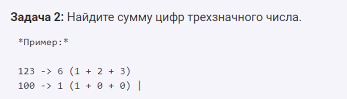 Задача 2: Найдите сумму цифр трехзначного числа.
*Пример:*
123 -> 6 (1 + 2 + 3)
100 -> 1 (1 + 0 + 0)